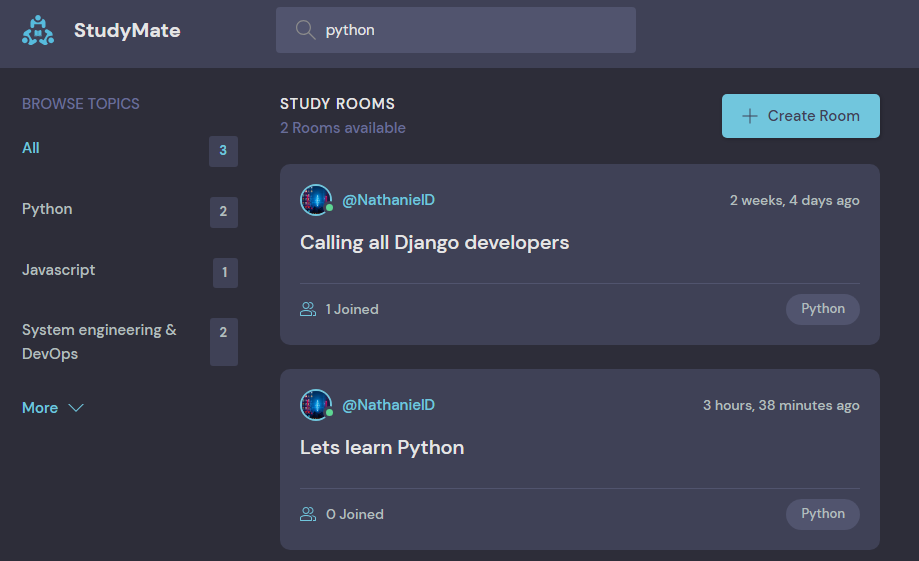 StudyMate
python
BROWSE TOPICS
All
3
Python
2
Javascript
1
System engineering &
DevOps
2
More
STUDY ROOMS
2 Rooms available
Create Room
@NathanielD
2 weeks, 4 days ago
Calling all Django developers
1 Joined
Python
@NathanielD
3 hours, 38 minutes ago
Lets learn Python
0 Joined
Python